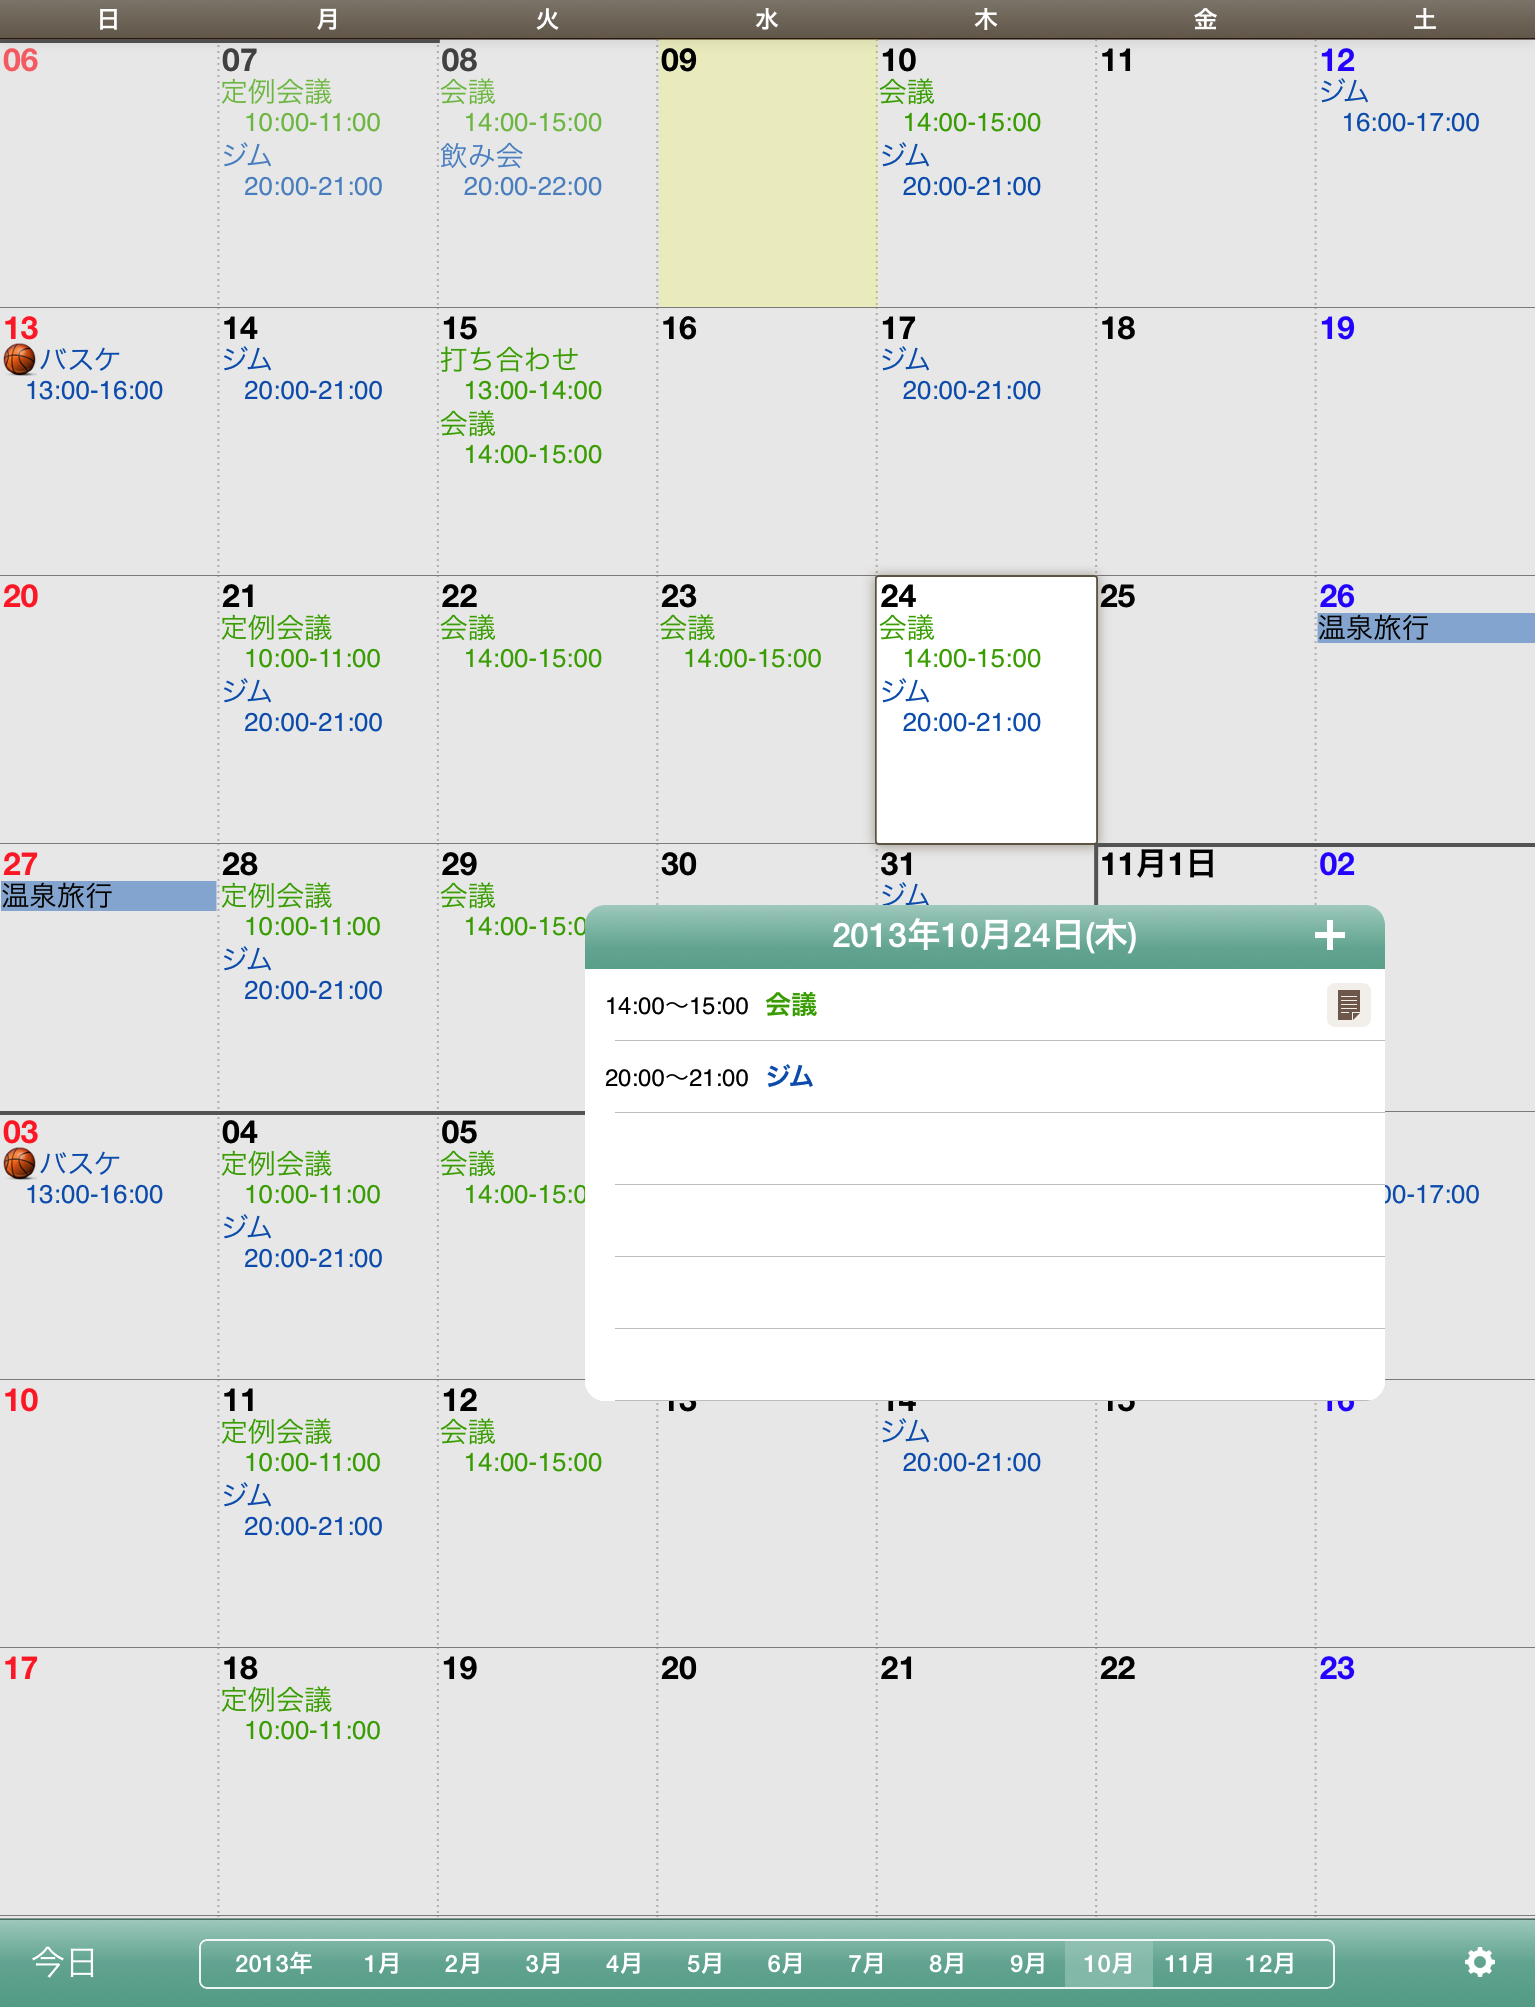 日 月 火 水 木 金 土
06 07 08 09 10 11 12
定例会議 会議 会議 ジム
10:00-11:00 14:00-15:00 14:00-15:00 16:00-17:00
ジム 飲み会 ジム
20:00-21:00 20:00-22:00 20:00-21:00
13 14 15 16 17 18 19
バスケ ジム 打ち合わせ ジム
13:00-16:00 20:00-21:00 13:00-14:00 20:00-21:00
会議
14:00-15:00
20 21 22 23 24 25 26
定例会議 会議 会議 会議 温泉旅行
10:00-11:00 14:00-15:00 14:00-15:00 14:00-15:00
ジム ジム
20:00-21:00 20:00-21:00
27 28 29 30 31 11月1日 02
温泉旅行 定例会議 会議 ジム
10:00-11:00 14:00-15:0
ジム
20:00-21:00
2013年10月24日(木) +
14:00〜15:00 会議
20:00〜21:00 ジム
03 04 05
バスケ 定例会議 会議
13:00-16:00 10:00-11:00 14:00-15:0 00-17:00
ジム
20:00-21:00
10 11 12 13 14 15 16
定例会議 会議 ジム
10:00-11:00 14:00-15:00 20:00-21:00
ジム
20:00-21:00
17 18 19 20 21 22 23
定例会議
10:00-11:00
今日 2013年 1月 2月 3月 4月 5月 6月 7月 8月 9月 10月 11月 12月